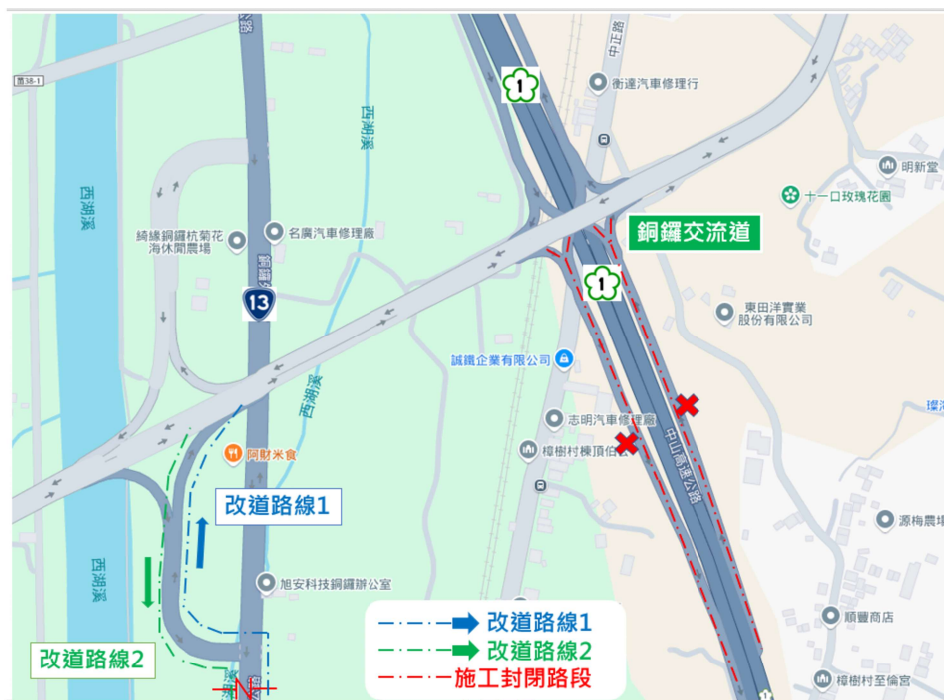 苗38-1
中正路
1
衡達汽車修理行
西湖溪
明新堂
十一口玫瑰花園
西湖溪
綺緣銅鑼杭菊花
海休閒農場
名廣汽車修理廠
銅鑼交流道
13
1
東田洋實業
股份有限公司
誠鐵企業有限公司
西湖溪
志明汽車修理廠
樟樹村棟頂伯公
中山高速公路
阿財米食
改道路線1
源梅農場
西湖溪
旭安科技銅鑼辦公室
改道路線1
改道路線2
施工封閉路段
改道路線2
順豐商店
樟樹村至倫宮
1